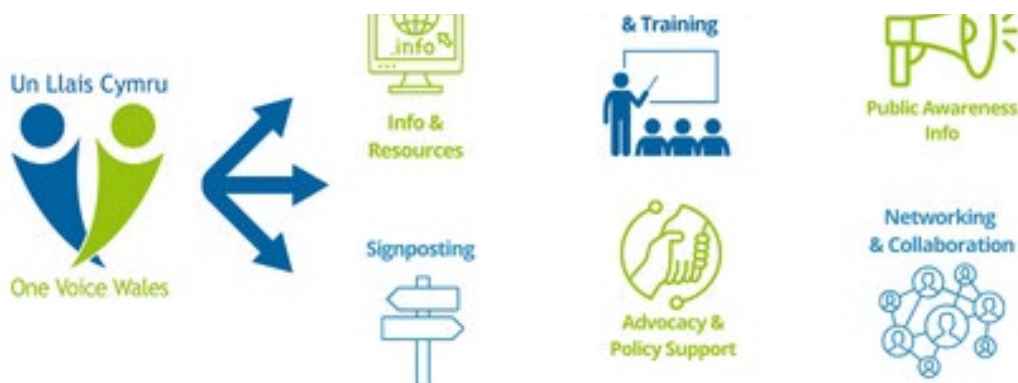 Un Llais Cymru
One Voice Wales
.info
Info &
Resources
Signposting
& Training
Advocacy &
Policy Support
Public Awareness
Info
Networking
& Collaboration